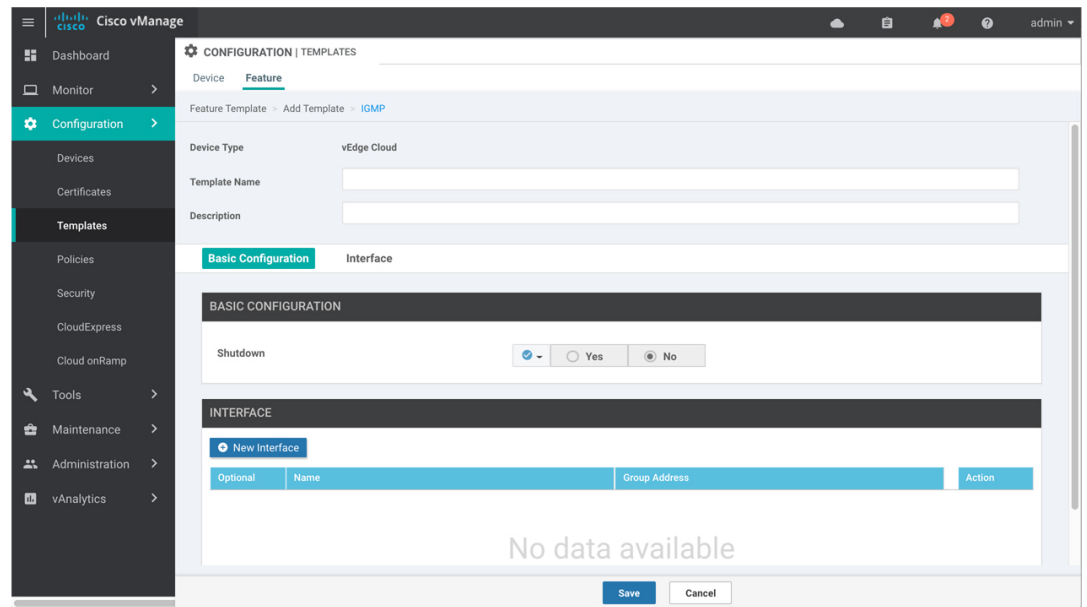 cisco Cisco vManage
2
admin
Dashboard
Monitor
Configuration
Devices
Certificates
Templates
Policies
Security
CloudExpress
Cloud onRamp
Tools
Maintenance
Administration
vAnalytics
CONFIGURATION | TEMPLATES
Device Feature
Feature Template > Add Template > IGMP
Device Type vEdge Cloud
Template Name
Description
Basic Configuration Interface
BASIC CONFIGURATION
Shutdown Yes No
INTERFACE
New Interface
Optional Name Group Address Action
No data available
Save Cancel